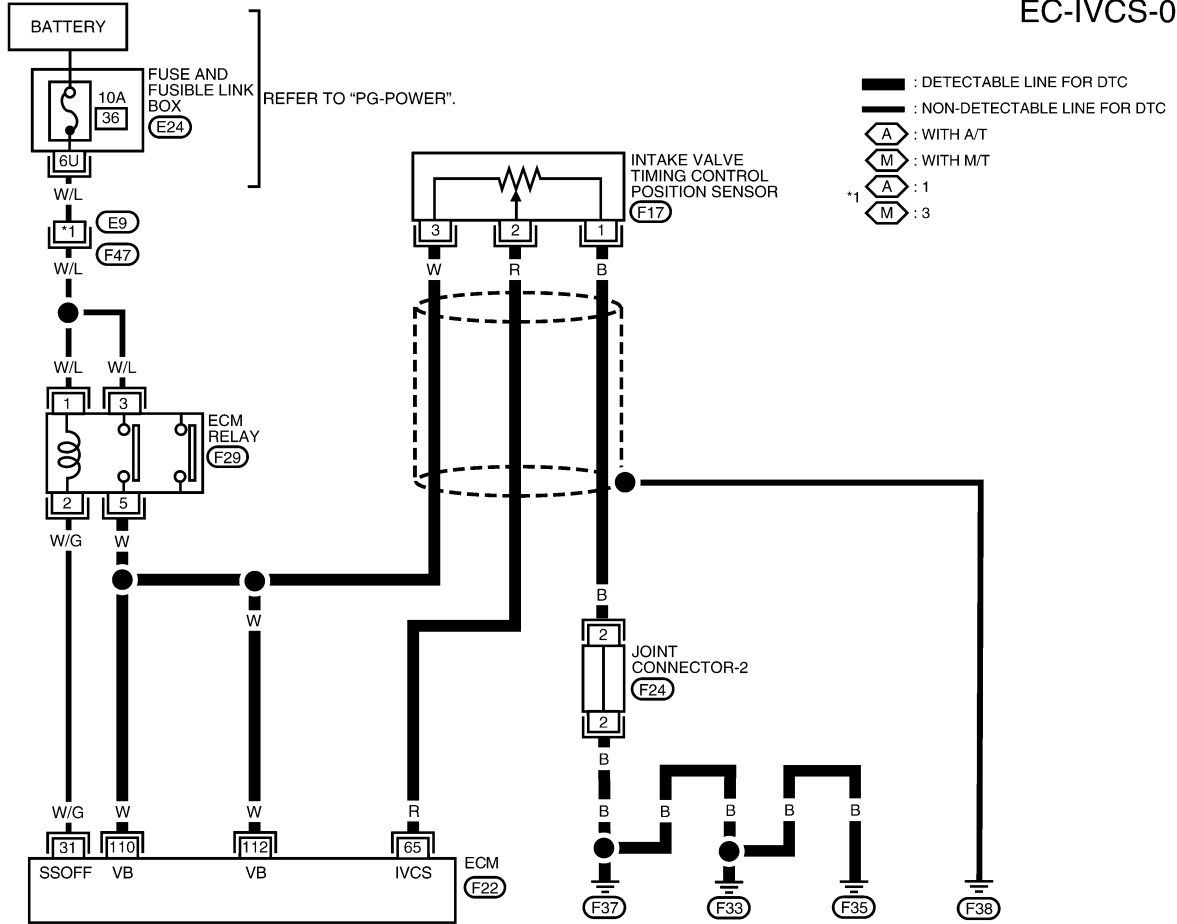 EC-IVCS-0
BATTERY
FUSE AND
FUSIBLE LINK
BOX
E24
10A
36
REFER TO “PG-POWER”.
: DETECTABLE LINE FOR DTC
: NON-DETECTABLE LINE FOR DTC
A : WITH A/T
M : WITH M/T
*1
A : 1
M : 3
6U
W/L
*1
E9
F47
W/L
INTAKE VALVE
TIMING CONTROL
POSITION SENSOR
F17
3 2 1
W R B
W/L W/L
1 3
ECM
RELAY
F29
2 5
W/G W
W
B
2
JOINT
CONNECTOR-2
F24
2
B
W/G W W R
B B B B B
31 110 112 65
SSOFF VB VB IVCS
ECM
F22
F37 F33 F35 F38